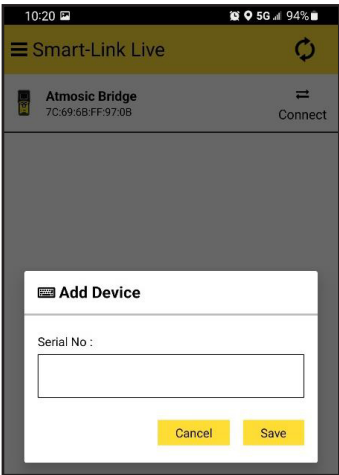 10:20 5G 94%
Smart-Link Live
Atmosic Bridge
7C:69:6B:FF:97:0B
Connect
Add Device
Serial No :
Cancel Save